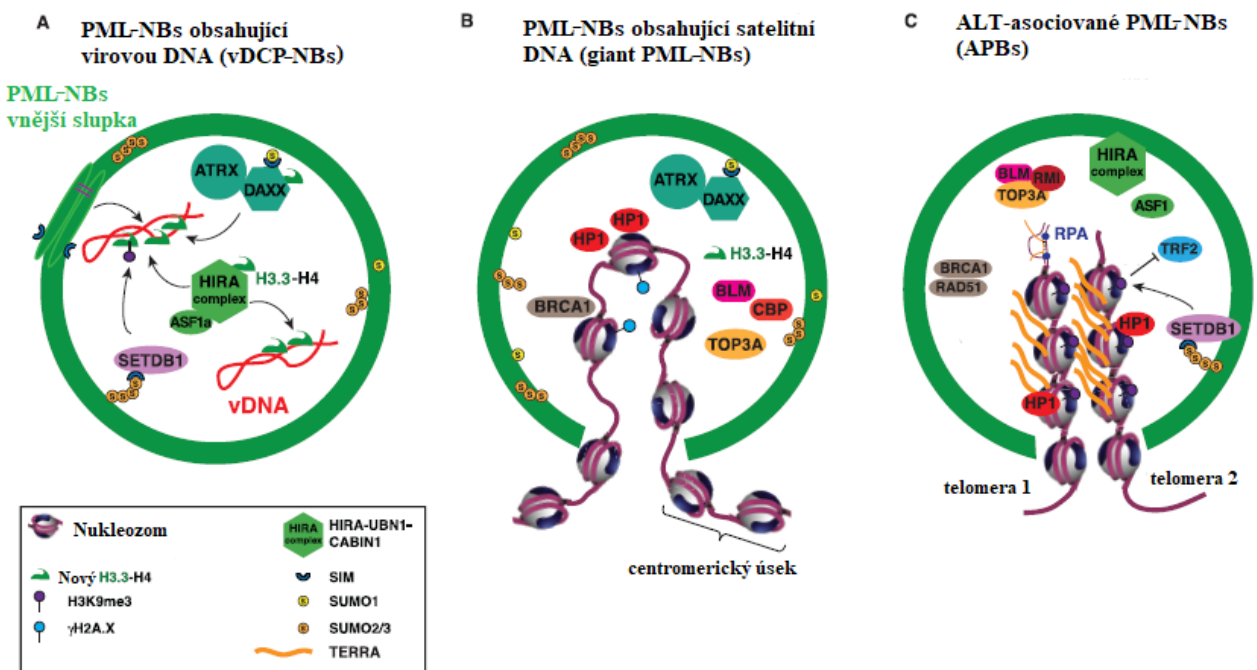 A
PML-NBs obsahující
virovou DNA (vDCP-NBs)
PML-NBs
vnější slupka
S S S S
S
ATRX
DAXX
HIRA
complex
H3.3-H4
ASF1a
S
S S S
SETDB1
S S S S
vDNA
B
PML-NBs obsahující satelitní
DNA (giant PML-NBs)
S S S S
S
ATRX
DAXX
HP1
HP1
S
H3.3-H4
S S S
BLM
S
BRCA1
CBP
S S S
TOP3A
S
S S S
centromerický úsek
C
ALT-asociované PML-NBs
(APBs)
HIRA
complex
BLM
RMI
TOP3A
ASF1
RPA
TRF2
BRCA1
RAD51
HP1
SETDB1
S S S S
HP1
telomera 1
telomera 2
Nukleozom
Nový H3.3-H4
H3K9me3
γH2A.X
HIRA
complex
HIRA-UBN1-
CABIN1
SIM
S SUMO1
S SUMO2/3
TERRA